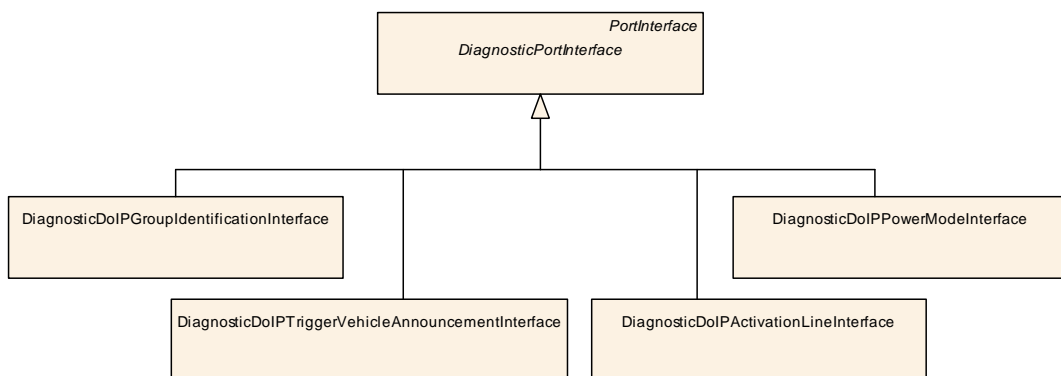 PortInterface
DiagnosticPortInterface
DiagnosticDoIPGroupIdentificationInterface
DiagnosticDoIPPowerModeInterface
DiagnosticDoIPTriggerVehicleAnnouncementInterface
DiagnosticDoIPActivationLineInterface